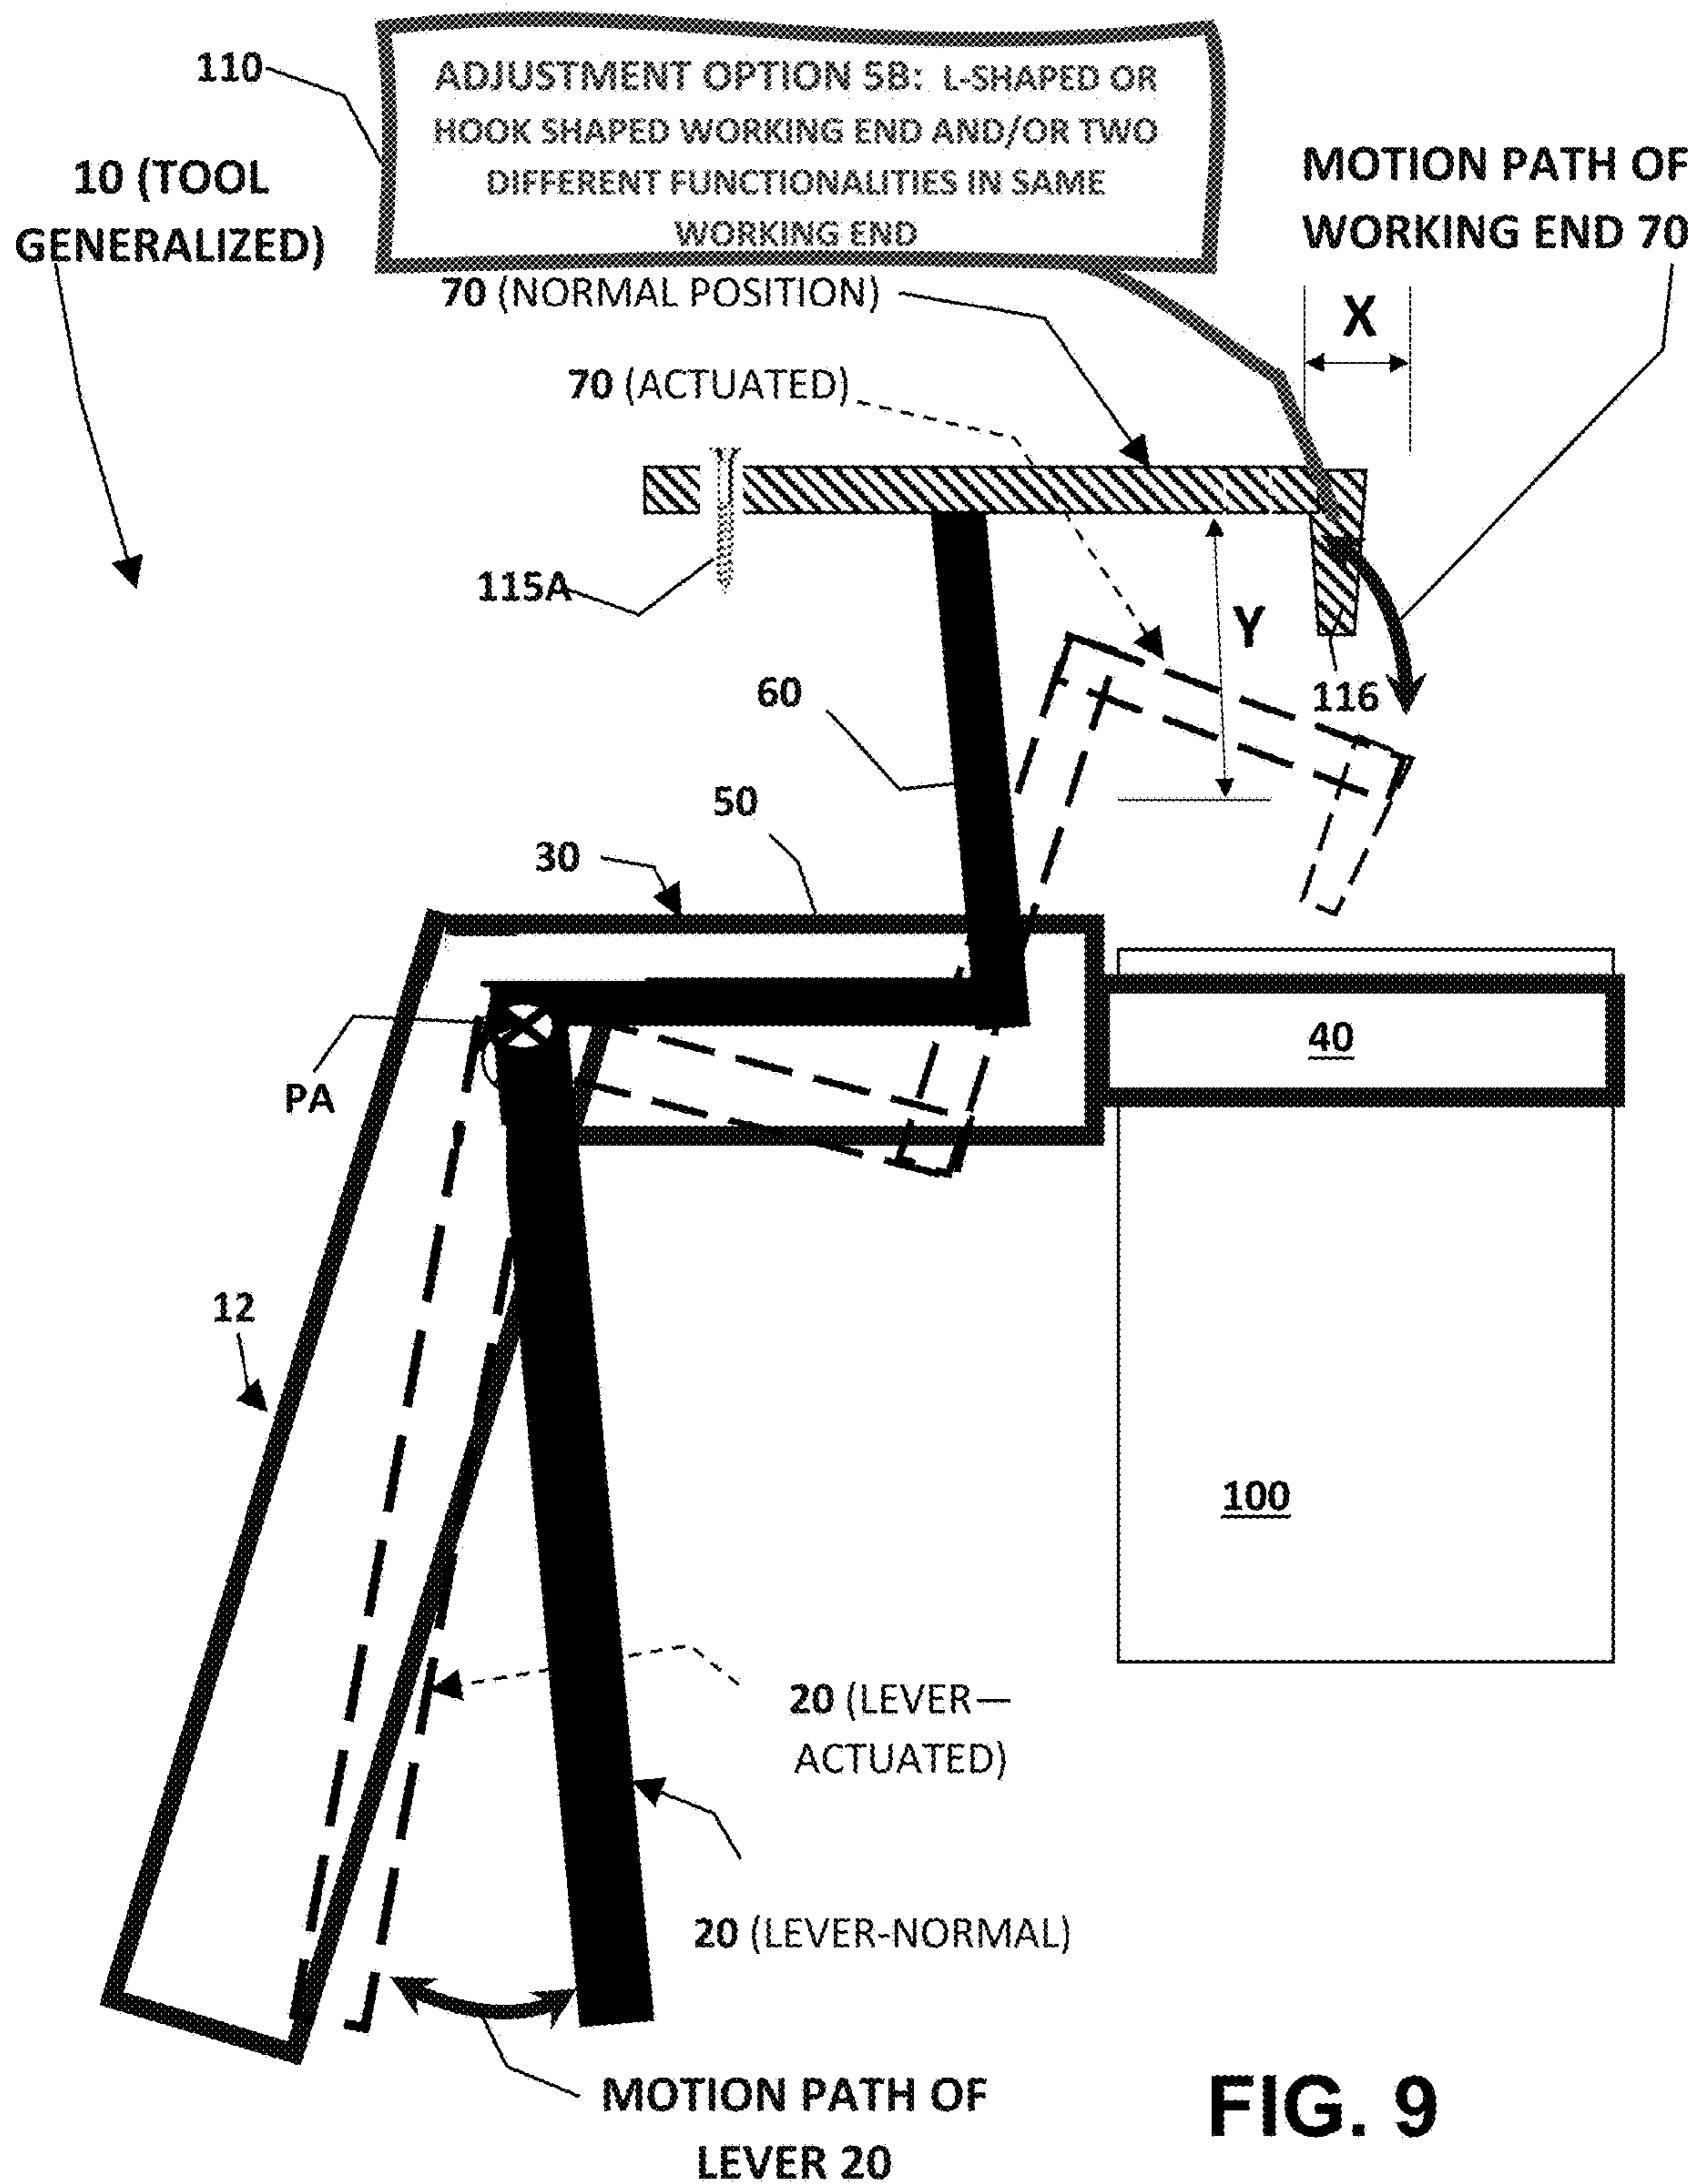 110
ADJUSTMENT OPTION 5B: L-SHAPED OR
HOOK SHAPED WORKING END AND/OR TWO
DIFFERENT FUNCTIONALITIES IN SAME
WORKING END
10 (TOOL
GENERALIZED)
MOTION PATH OF
WORKING END 70
70 (NORMAL POSITION)
X
70 (ACTUATED)
115A
Y
60
116
50
30
40
PA
12
100
20 (LEVER—
ACTUATED)
20 (LEVER-NORMAL)
MOTION PATH OF
LEVER 20
FIG. 9